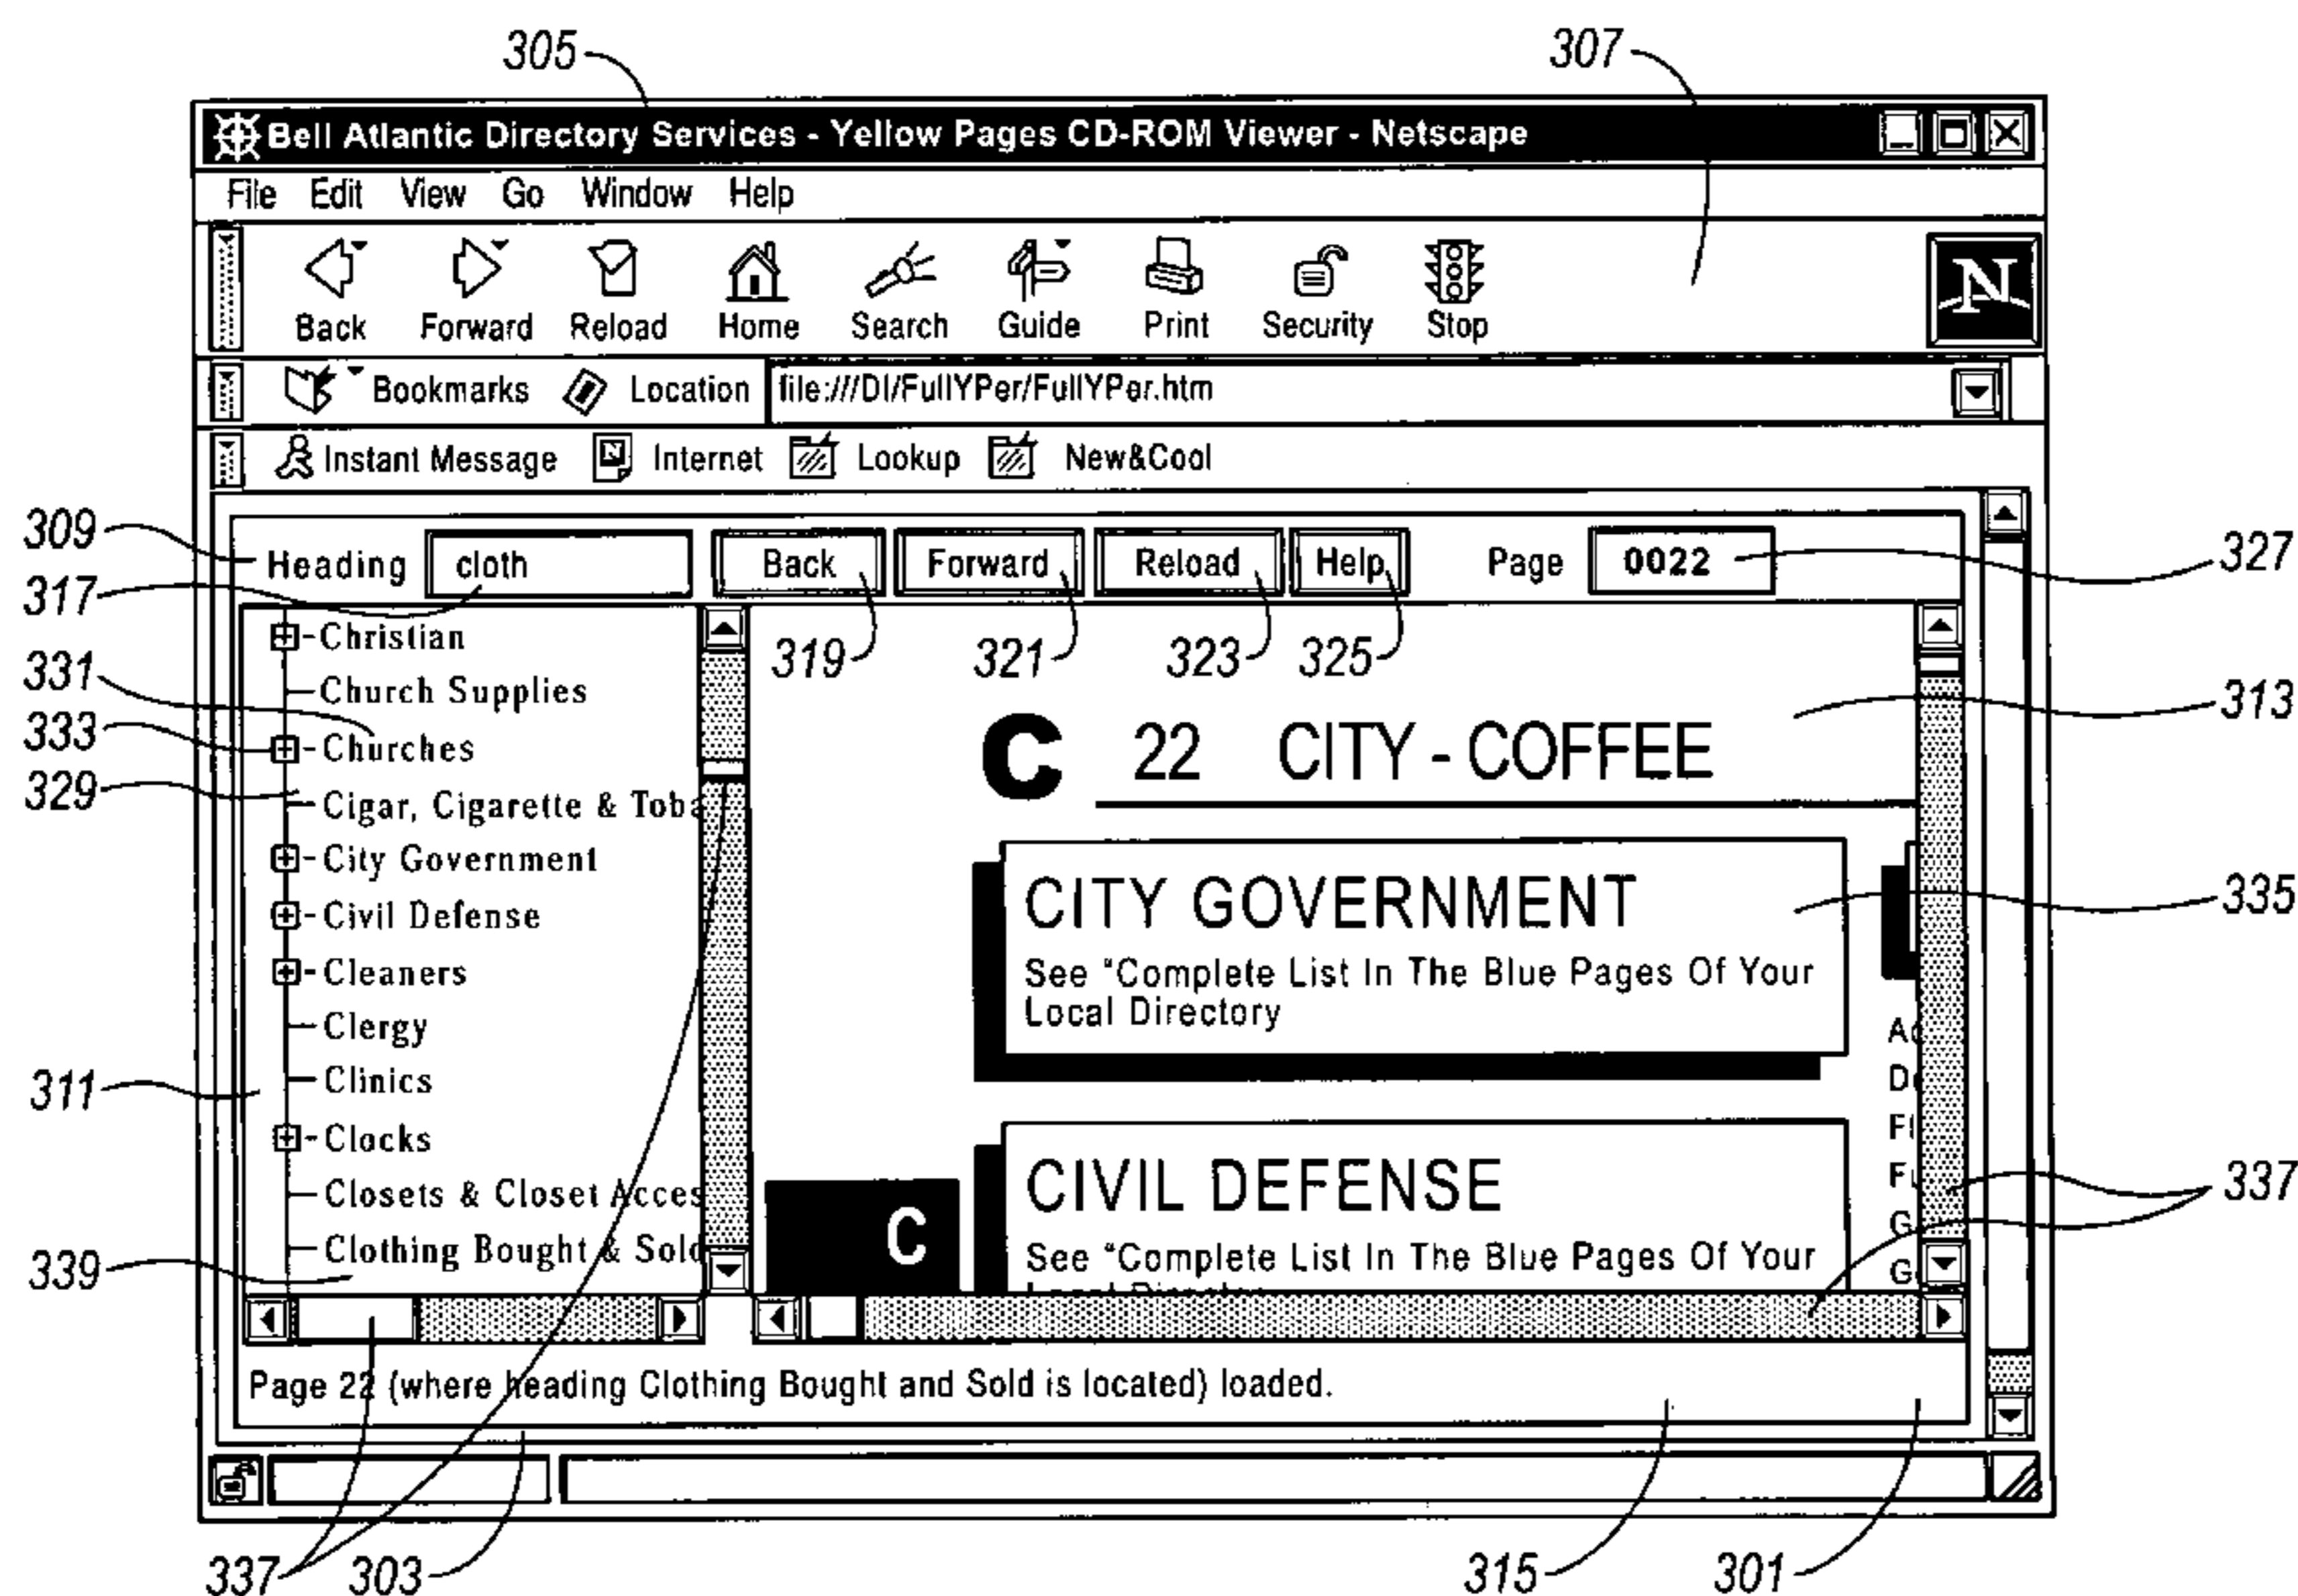 305 307
Bell Atlantic Directory Services - Yellow Pages CD-ROM Viewer - Netscape
File Edit View Go Window Help
Back Forward Reload Home Search Guide Print Security Stop N
Bookmarks Location file:///DI/FullYPer/FullYPer.htm
Instant Message Internet Lookup New&Cool
309 Heading cloth Back Forward Reload Help Page 0022 327
317 319 321 323 325
Christian
Church Supplies
331
333 Churches
329 Cigar, Cigarette & Toba
City Government
Civil Defense
Cleaners
Clergy
311 Clinics
Clocks
Closets & Closet Acces
Clothing Bought & Sold
339
C 22 CITY - COFFEE 313
CITY GOVERNMENT 335
See "Complete List In The Blue Pages Of Your
Local Directory
CIVIL DEFENSE
C See "Complete List In The Blue Pages Of Your
337
Page 22 (where heading Clothing Bought and Sold is located) loaded.
337 303 315 301